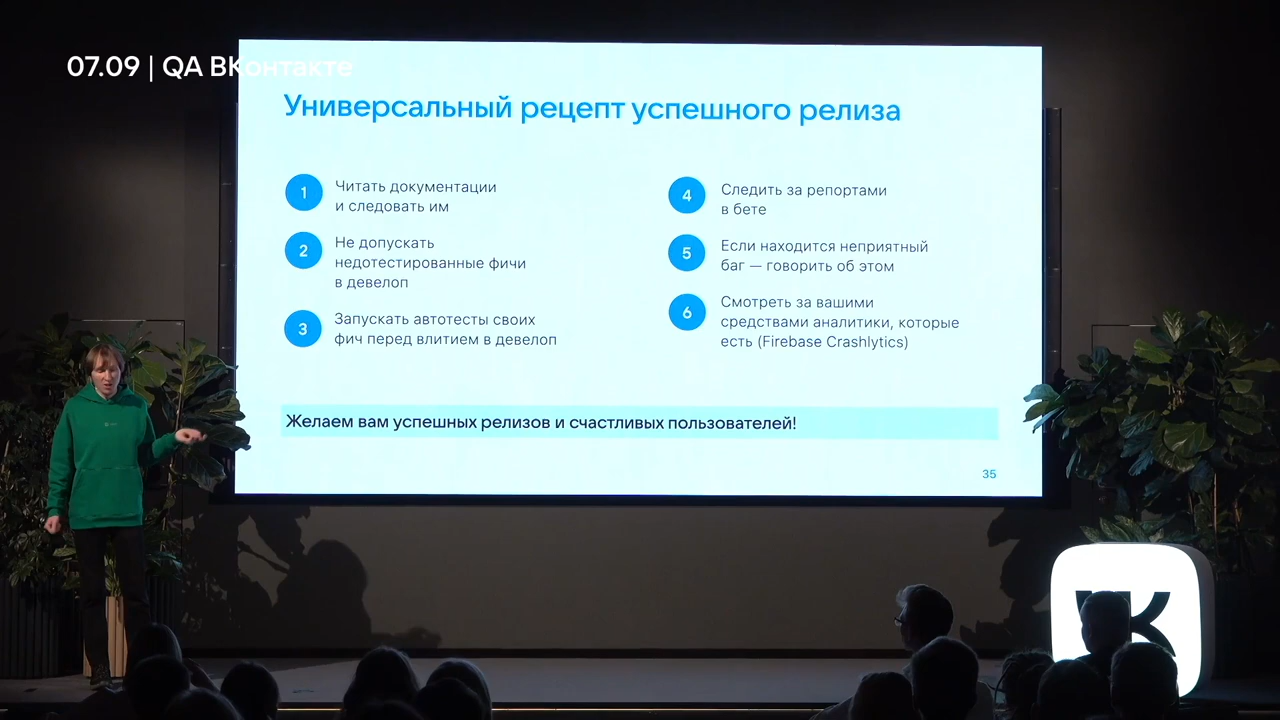 07.09 | QA ВКонтакте
Универсальный рецепт успешного релиза
1
Читать документации
и следовать им
2
Не допускать
недотестированные фичи
в девелоп
3
Запускать автотесты своих
фич перед влитием в девелоп
4
Следить за репортами
в бете
5
Если находится неприятный
баг — говорить об этом
6
Смотреть за вашими
средствами аналитики, которые
есть (Firebase Crashlytics)
Желаем вам успешных релизов и счастливых пользователей!
35
VK